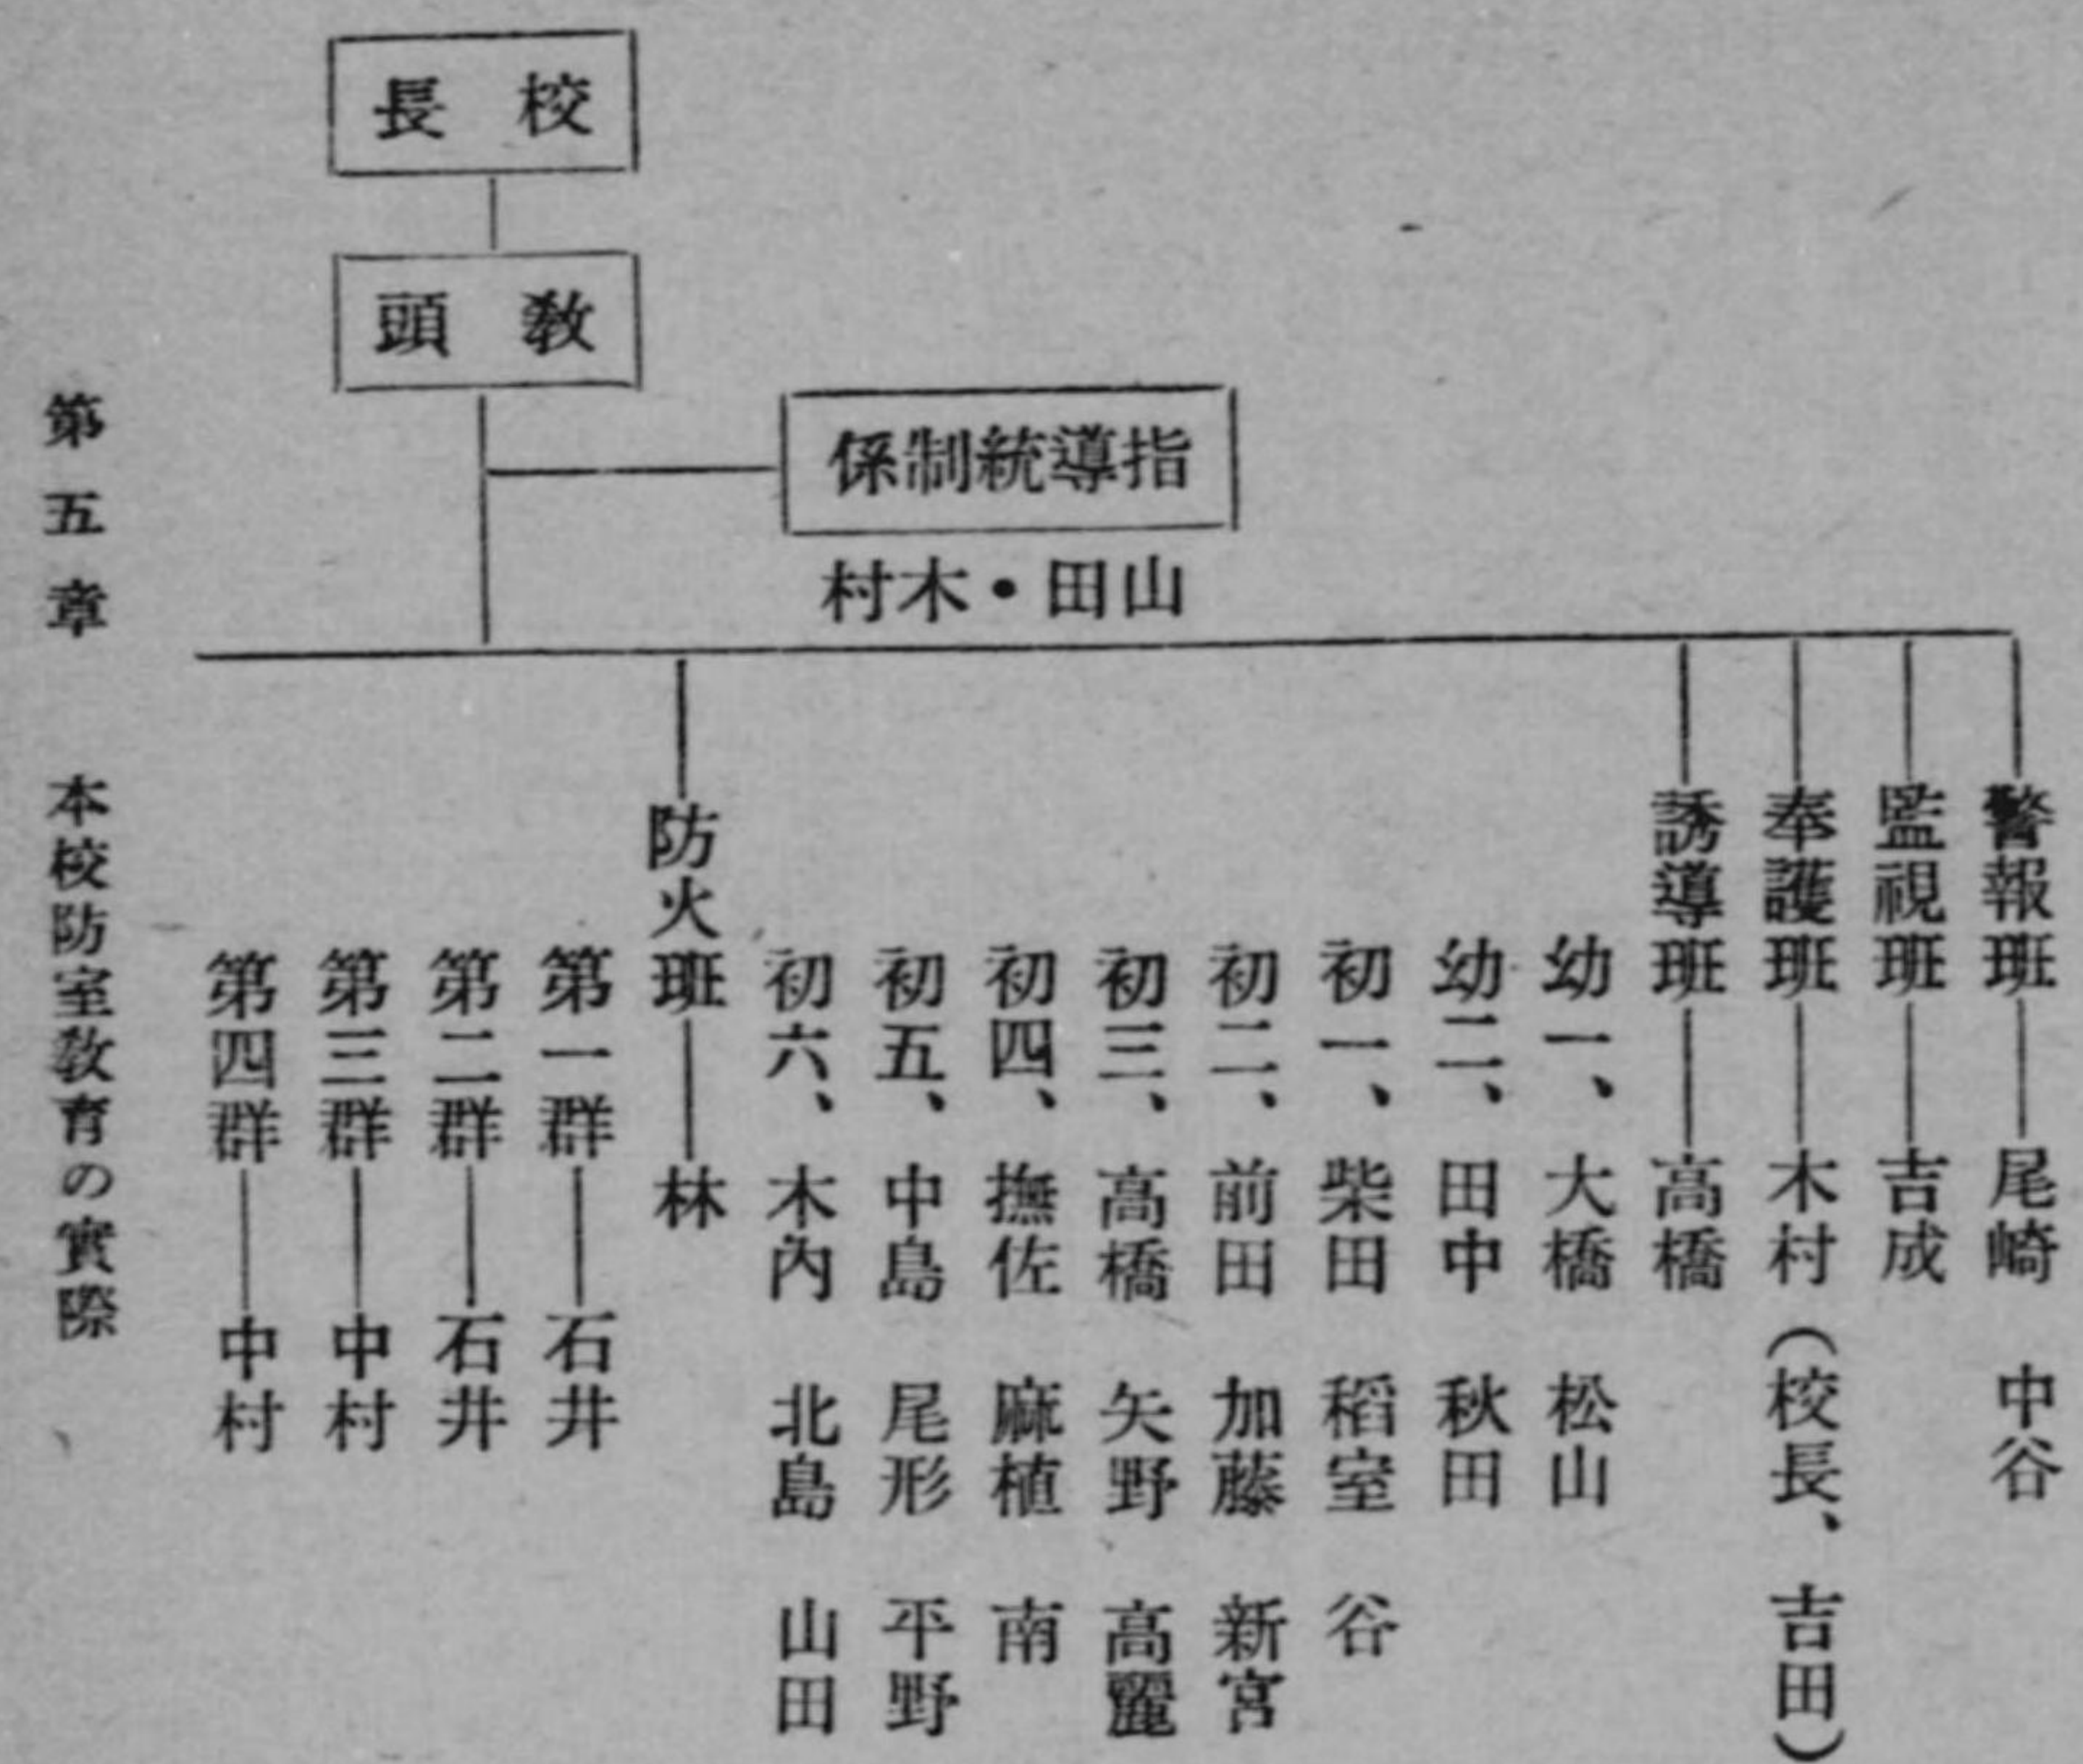 校長
教頭
指導統制係
山田・木村
警報班 尾崎 中谷
監視班 吉成
奉護班 木村(校長、吉田)
誘導班 高橋
幼一、大橋 松山
幼二、田中 秋田
初一、柴田 稻室 谷
初二、前田 加藤 新宮
初三、高橋 矢野 高麗
初四、撫佐 麻植 南
初五、中島 尾形 平野
初六、木內 北島 山田
防火班 林
第一群 石井
第二群 石井
第三群 中村
第四群 中村
第五章 本校防室敎育の實際